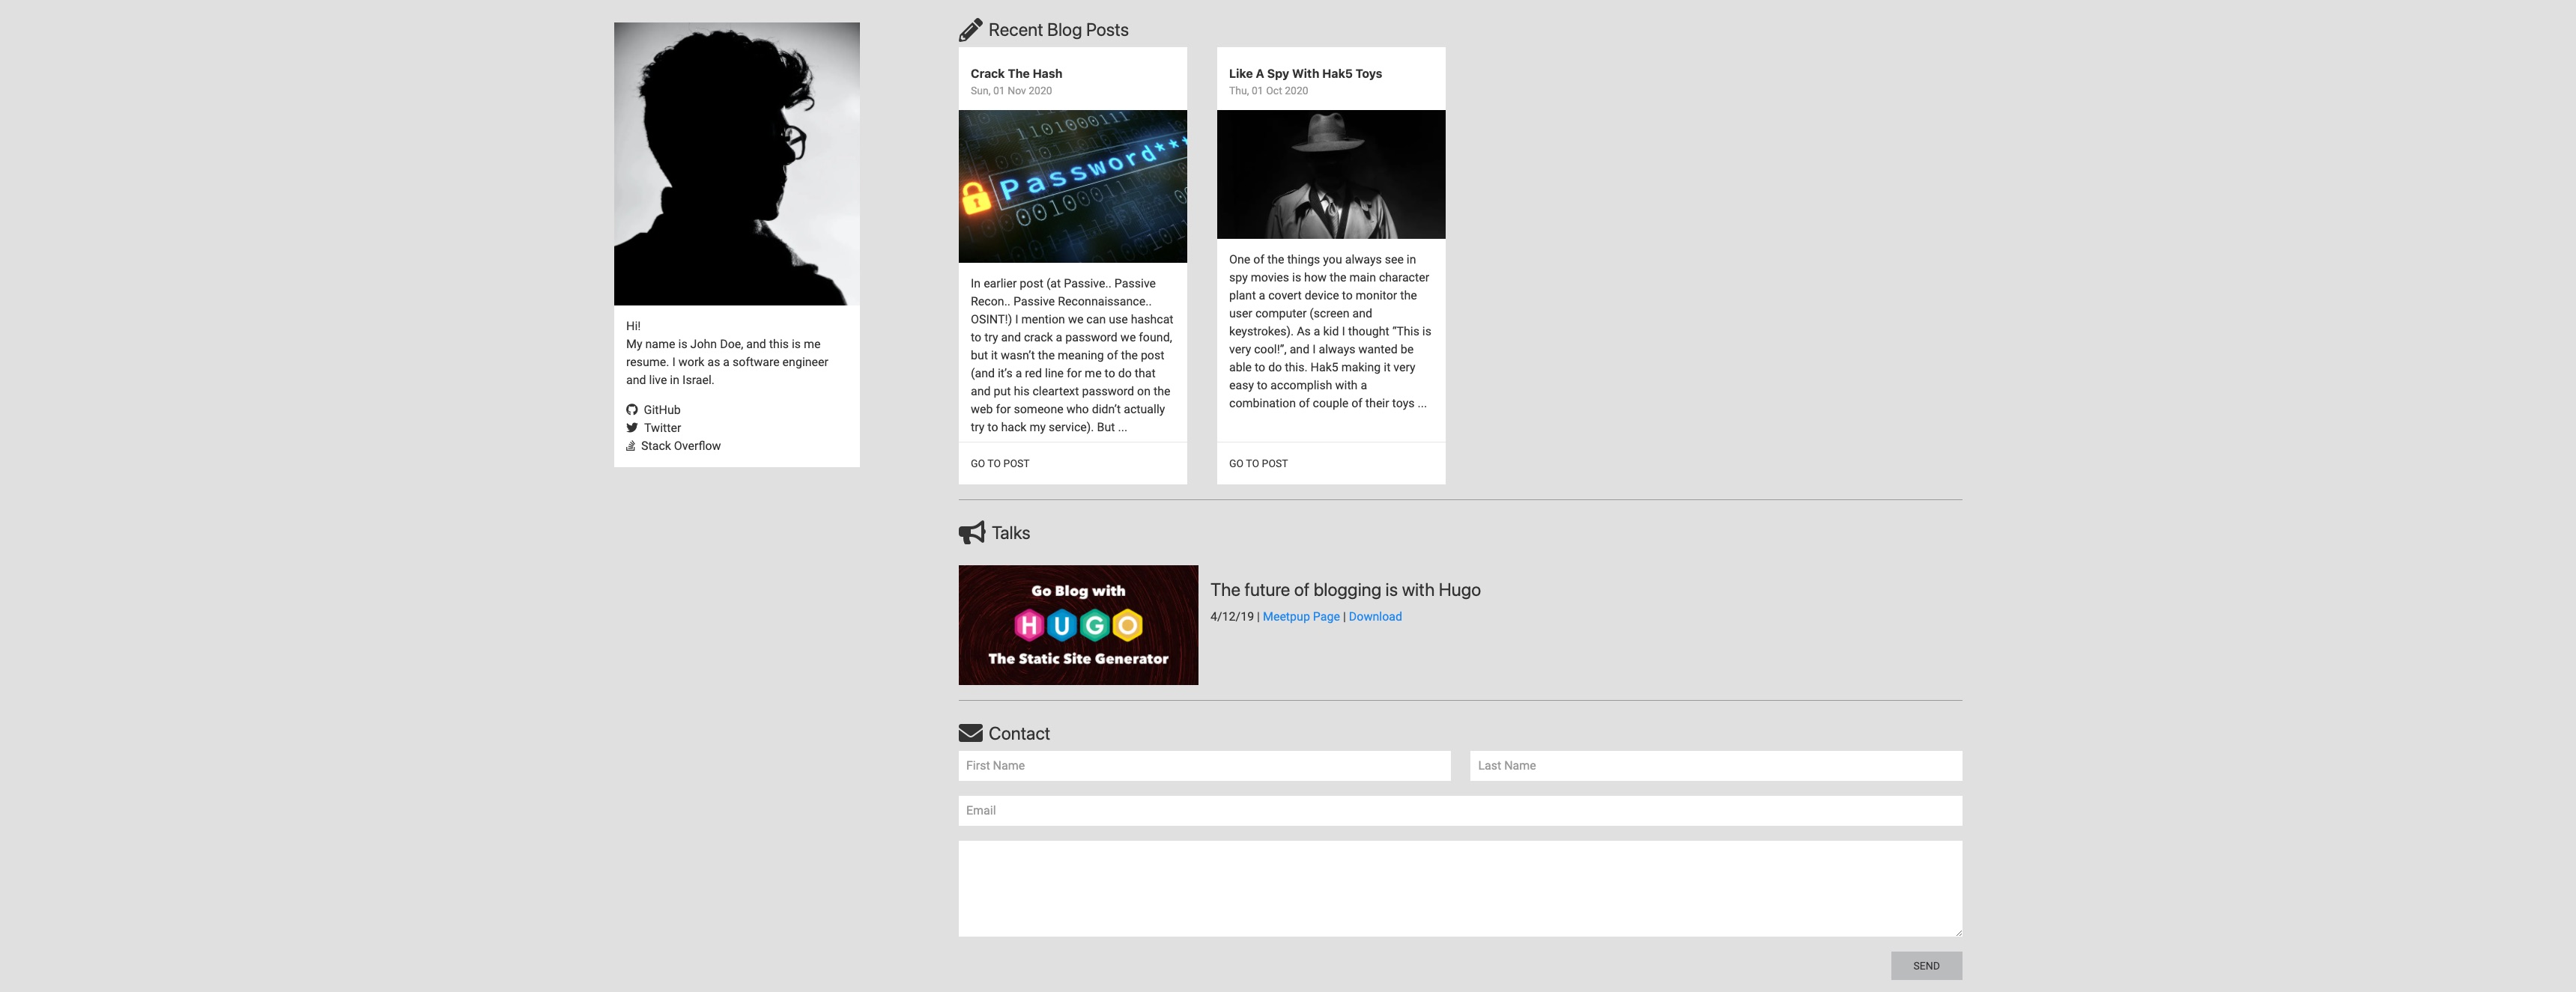 Hi!
My name is John Doe, and this is me
resume. I work as a software engineer
and live in Israel.
GitHub
Twitter
Stack Overflow
Recent Blog Posts
Crack The Hash
Sun, 01 Nov 2020
1101000111
Password***
0010001
In earlier post (at Passive.. Passive
Recon.. Passive Reconnaissance..
OSINT!) I mention we can use hashcat
to try and crack a password we found,
but it wasn’t the meaning of the post
(and it’s a red line for me to do that
and put his cleartext password on the
web for someone who didn’t actually
try to hack my service). But ...
GO TO POST
Like A Spy With Hak5 Toys
Thu, 01 Oct 2020
One of the things you always see in
spy movies is how the main character
plant a covert device to monitor the
user computer (screen and
keystrokes). As a kid I thought “This is
very cool!”, and I always wanted be
able to do this. Hak5 making it very
easy to accomplish with a
combination of couple of their toys ...
GO TO POST
Talks
Go Blog with
HUGO
The Static Site Generator
The future of blogging is with Hugo
4/12/19 | Meetpup Page | Download
Contact
First Name
Last Name
Email
SEND